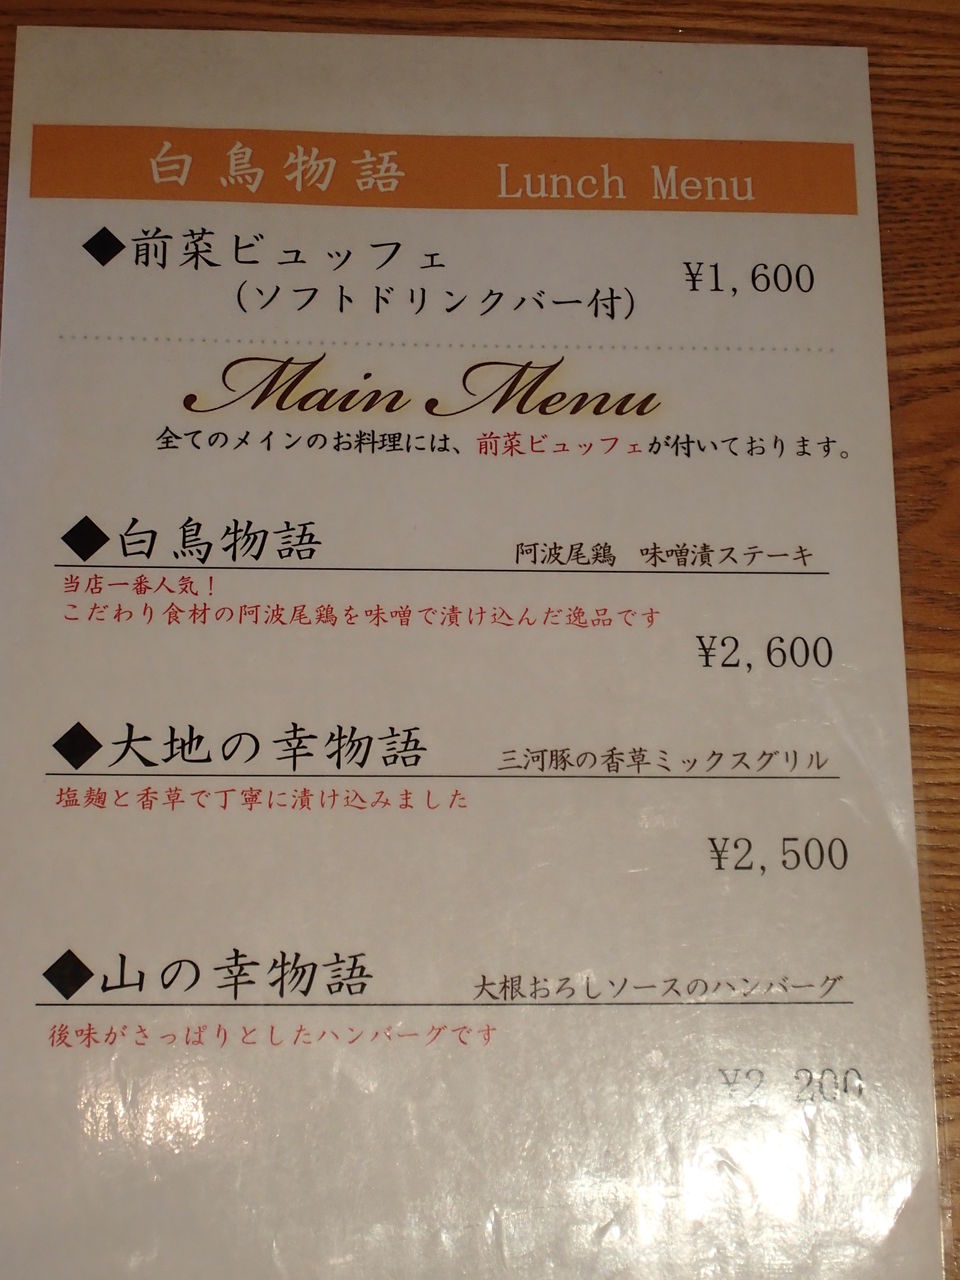 白鳥物語 Lunch Menu
◆前菜ビュッフェ
(ソフトドリンクバー付) ¥1,600
Main Menu
全てのメインのお料理には、前菜ビュッフェが付いております。
◆白鳥物語 阿波尾鶏 味噌漬ステーキ
当店一番人気！
こだわり食材の阿波尾鶏を味噌で漬け込んだ逸品です
¥2,600
◆大地の幸物語 三河豚の香草ミックスグリル
塩麹と香草で丁寧に漬け込みました
¥2,500
◆山の幸物語 大根おろしソースのハンバーグ
後味がさっぱりとしたハンバーグです
¥2,200